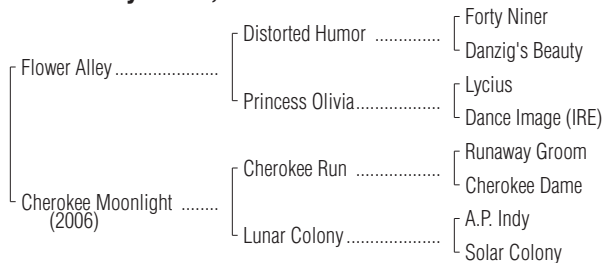 Distorted Humor ..............
Forty Niner
Danzig's Beauty
Flower Alley ......................
Princess Olivia..................
Lycius
Dance Image (IRE)
Cherokee Moonlight ........
(2006)
Cherokee Run ..................
Runaway Groom
Cherokee Dame
Lunar Colony....................
A.P. Indy
Solar Colony